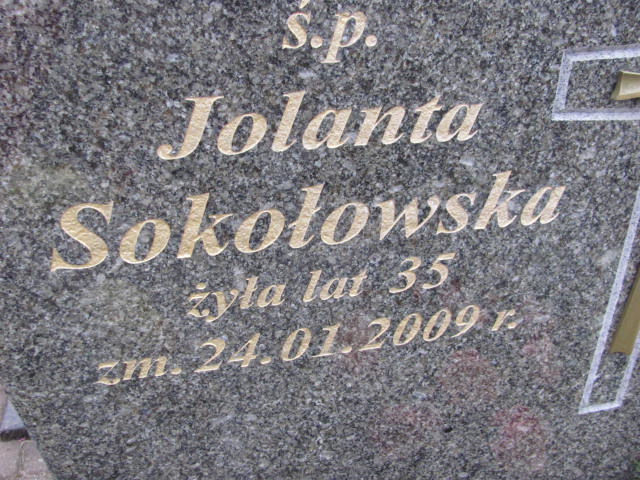 ś.p.
Jolanta
Sokołowska
żyła lat 35
zm. 24.01.2009 r.